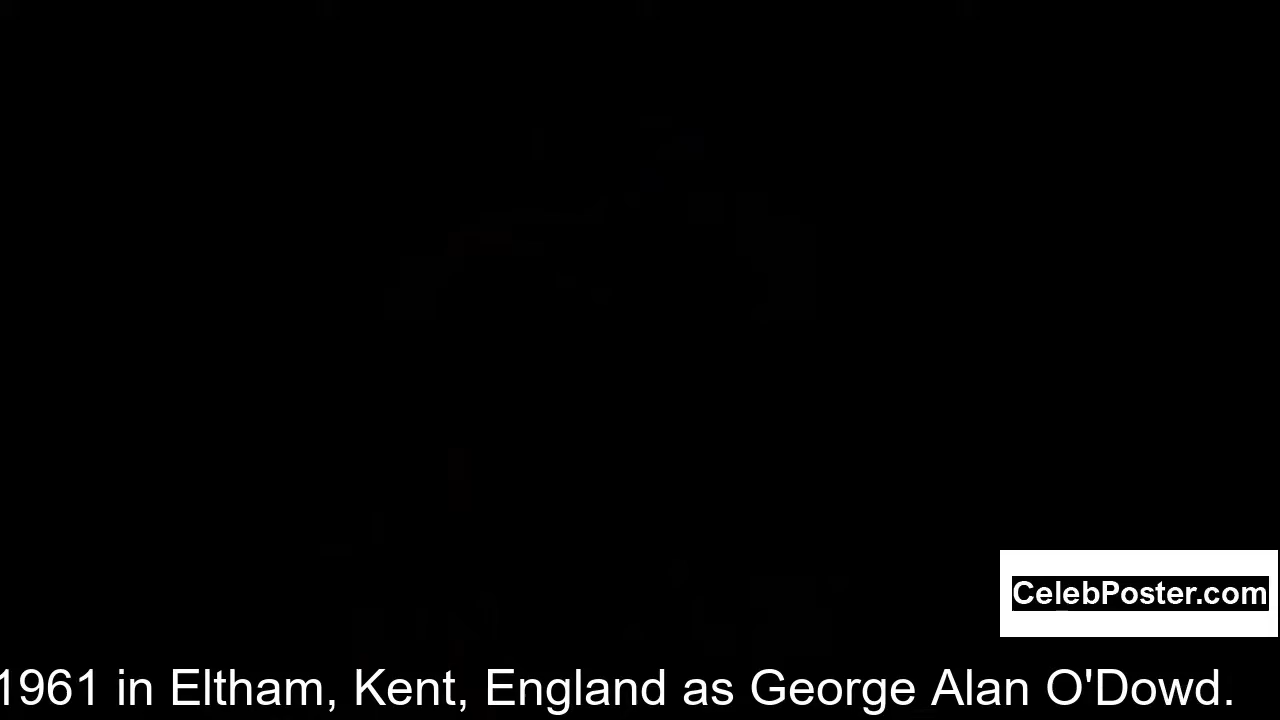 CelebPoster.com
1961 in Eltham, Kent, England as George Alan O'Dowd.